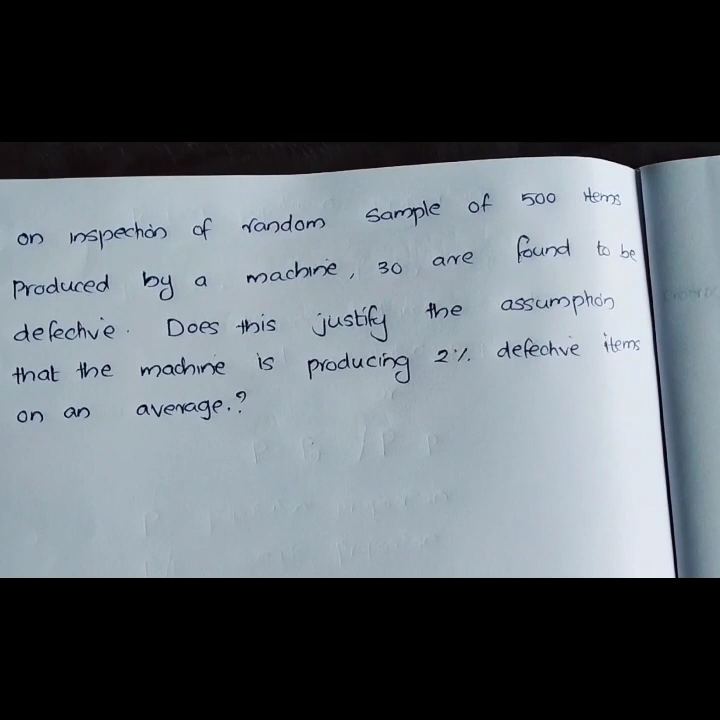 on inspection of random sample of 500 items
Produced by a machine, 30 are found to be
defective. Does this justify the assumption
that the machine is producing 2% defective items
on an average.?